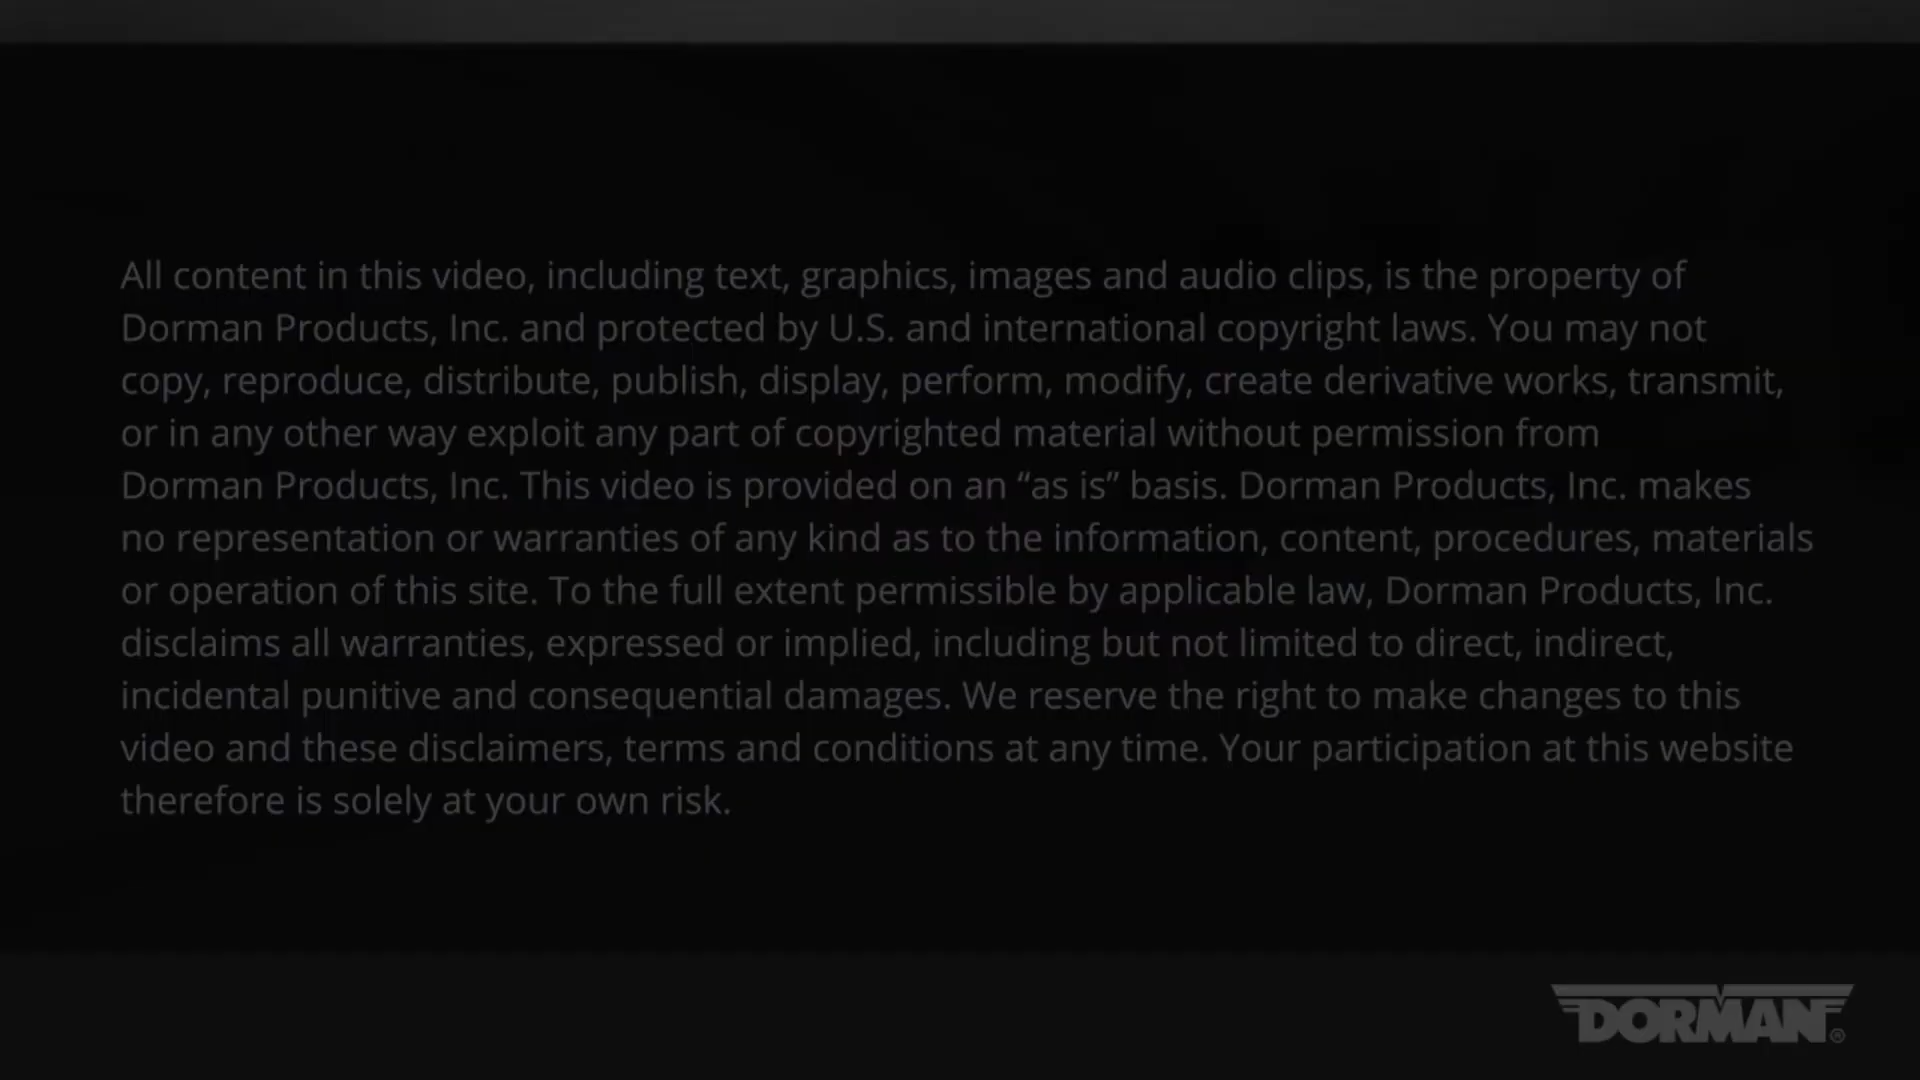 All content in this video, including text, graphics, images and audio clips, is the property of
Dorman Products, Inc. and protected by U.S. and international copyright laws. You may not
copy, reproduce, distribute, publish, display, perform, modify, create derivative works, transmit,
or in any other way exploit any part of copyrighted material without permission from
Dorman Products, Inc. This video is provided on an “as is” basis. Dorman Products, Inc. makes
no representation or warranties of any kind as to the information, content, procedures, materials
or operation of this site. To the full extent permissible by applicable law, Dorman Products, Inc.
disclaims all warranties, expressed or implied, including but not limited to direct, indirect,
incidental punitive and consequential damages. We reserve the right to make changes to this
video and these disclaimers, terms and conditions at any time. Your participation at this website
therefore is solely at your own risk.
DORMAN®